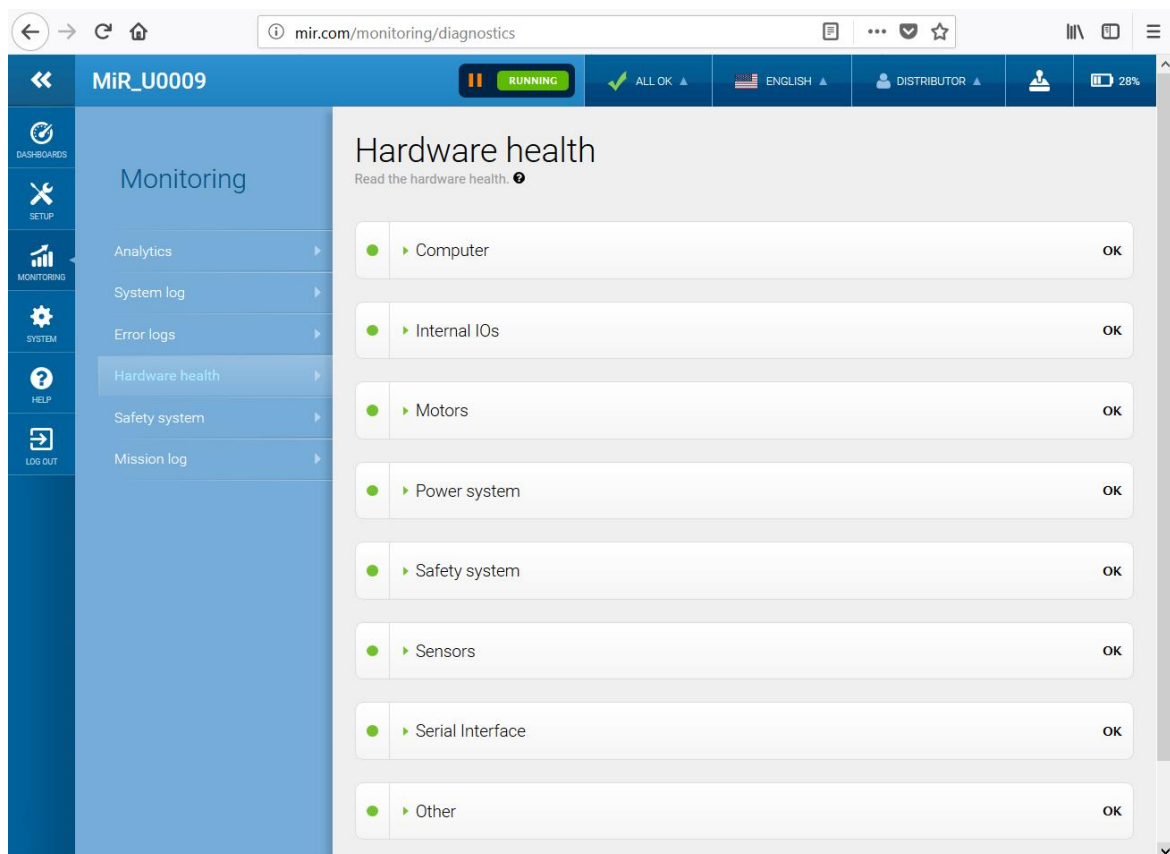 mir.com/monitoring/diagnostics
MiR_U0009
RUNNING
ALL OK
ENGLISH
DISTRIBUTOR
28%
DASHBOARDS
SETUP
MONITORING
SYSTEM
HELP
LOG OUT
Monitoring
Analytics
System log
Error logs
Hardware health
Safety system
Mission log
Hardware health
Read the hardware health. ?
Computer OK
Internal IOs OK
Motors OK
Power system OK
Safety system OK
Sensors OK
Serial Interface OK
Other OK